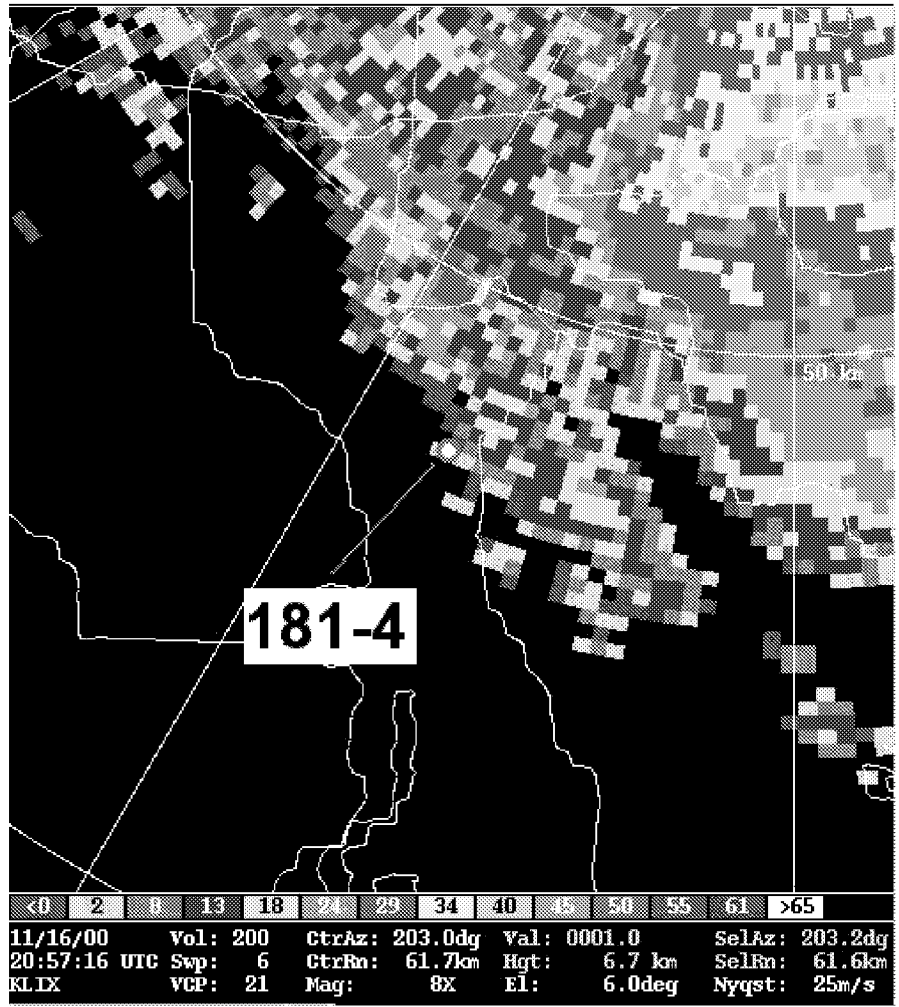 50 km
181-4
<0 2 8 13 18 24 29 34 40 45 50 55 61 >65
11/16/00 Vol: 200 CtrAz: 203.0dg Val: 0001.0 SelAz: 203.2dg
20:57:16 UTC Swp: 6 CtrRn: 61.7km Hgt: 6.7 km SelRn: 61.6km
KLIX VCP: 21 Mag: 8X El: 6.0deg Nyqst: 25m/s